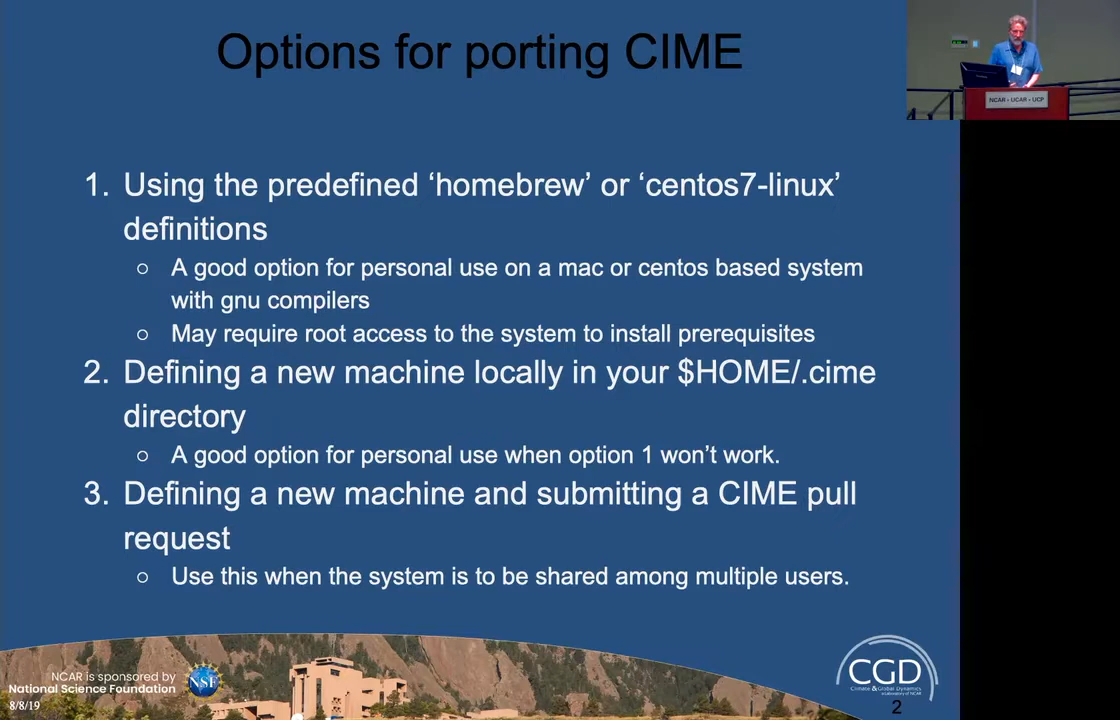 Options for porting CIME
NCAR - UCAR - UCP
1. Using the predefined ‘homebrew’ or ‘centos7-linux’
definitions
○ A good option for personal use on a mac or centos based system
with gnu compilers
○ May require root access to the system to install prerequisites
2. Defining a new machine locally in your $HOME/.cime
directory
○ A good option for personal use when option 1 won’t work.
3. Defining a new machine and submitting a CIME pull
request
○ Use this when the system is to be shared among multiple users.
NCAR is sponsored by
National Science Foundation
NSF
8/8/19
CGD
Climate & Global Dynamics
a Laboratory of NCAR
2